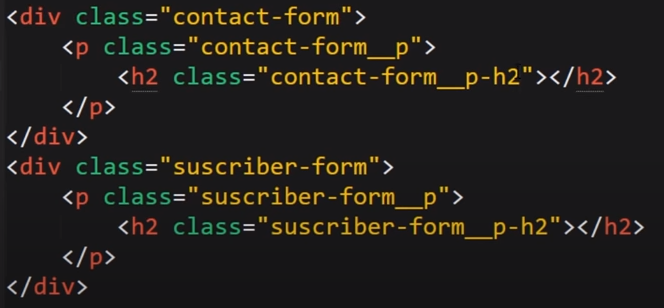 <div class="contact-form">
<p class="contact-form__p">
<h2 class="contact-form__p-h2"></h2>
</p>
</div>
<div class="suscriber-form">
<p class="suscriber-form__p">
<h2 class="suscriber-form__p-h2"></h2>
</p>
</div>